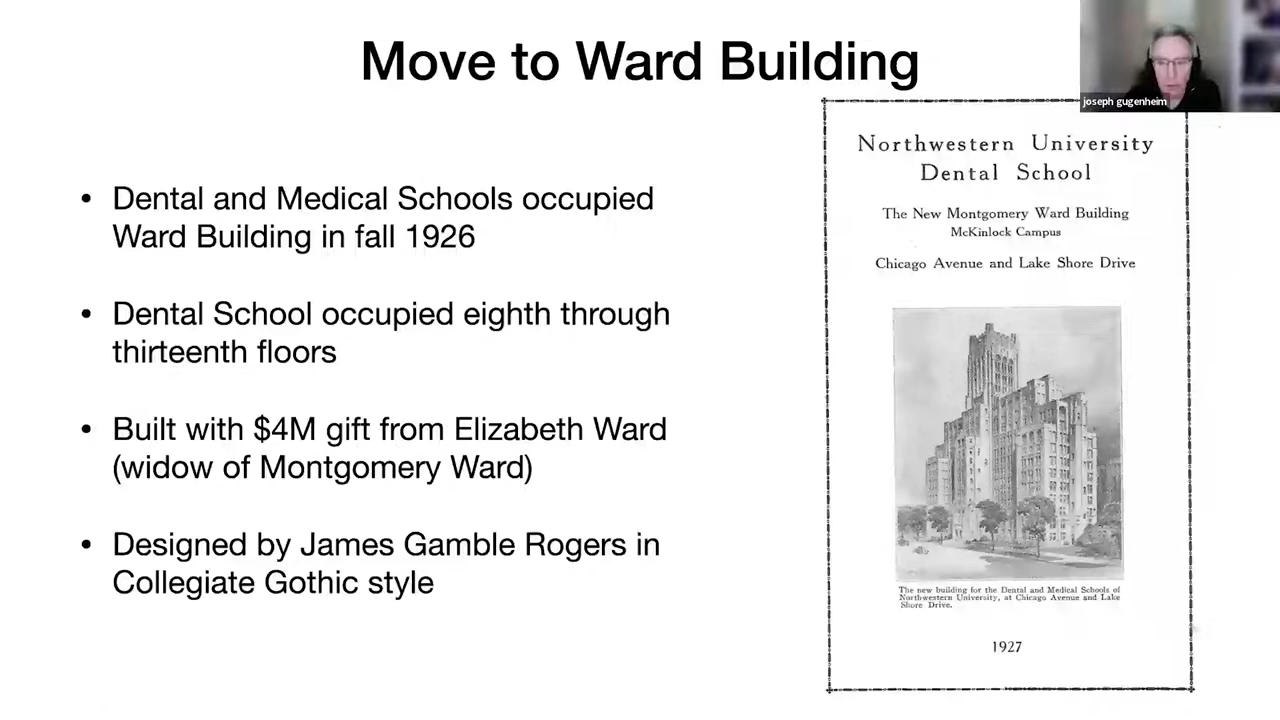 Move to Ward Building
joseph gugenheim
• Dental and Medical Schools occupied
Ward Building in fall 1926
• Dental School occupied eighth through
thirteenth floors
• Built with $4M gift from Elizabeth Ward
(widow of Montgomery Ward)
• Designed by James Gamble Rogers in
Collegiate Gothic style
Northwestern University
Dental School
The New Montgomery Ward Building
McKinlock Campus
Chicago Avenue and Lake Shore Drive
The new building for the Dental and Medical Schools of
Northwestern University, at Chicago Avenue and Lake
Shore Drive.
1927